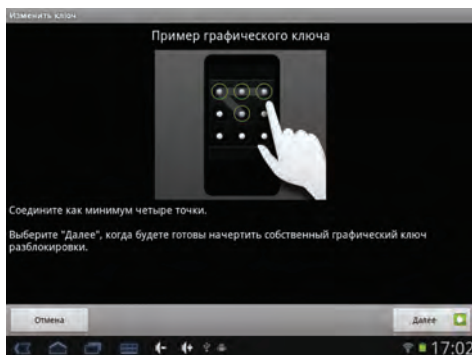 Изменить ключ
Пример графического ключа
Соедините как минимум четыре точки.
Выберите "Далее", когда будете готовы начертить собственный графический ключ
разблокировки.
Отмена
Далее
17:02